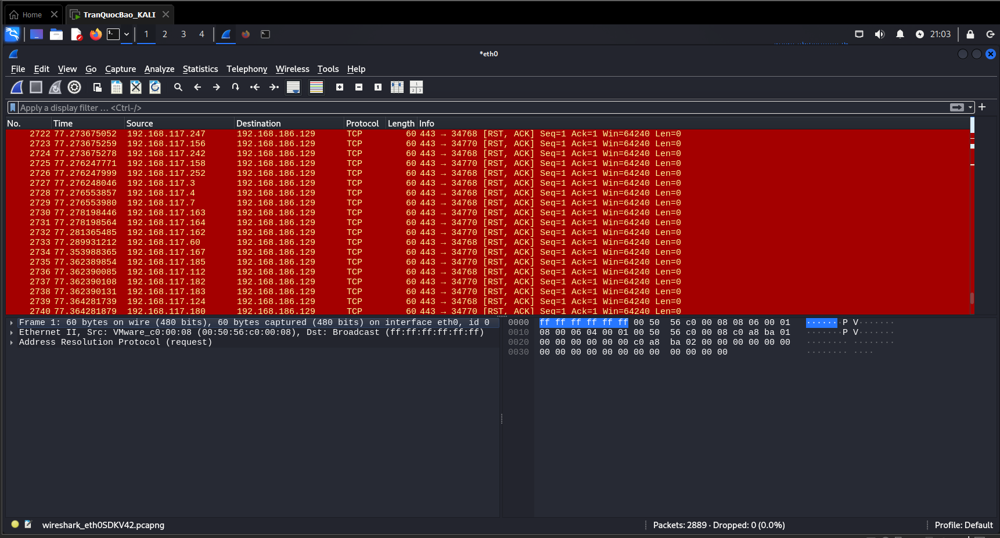 Home
TranQuocBao_KALI
1 2 3 4
21:03
*eth0
File Edit View Go Capture Analyze Statistics Telephony Wireless Tools Help
Apply a display filter … <Ctrl-/>
No. Time Source Destination Protocol Length Info
2722 77.273675052 192.168.117.247 192.168.186.129 TCP 60 443 → 34768 [RST, ACK] Seq=1 Ack=1 Win=64240 Len=0
2723 77.273675259 192.168.117.156 192.168.186.129 TCP 60 443 → 34770 [RST, ACK] Seq=1 Ack=1 Win=64240 Len=0
2724 77.273675278 192.168.117.242 192.168.186.129 TCP 60 443 → 34768 [RST, ACK] Seq=1 Ack=1 Win=64240 Len=0
2725 77.276247771 192.168.117.158 192.168.186.129 TCP 60 443 → 34770 [RST, ACK] Seq=1 Ack=1 Win=64240 Len=0
2726 77.276247999 192.168.117.252 192.168.186.129 TCP 60 443 → 34768 [RST, ACK] Seq=1 Ack=1 Win=64240 Len=0
2727 77.276248046 192.168.117.3 192.168.186.129 TCP 60 443 → 34768 [RST, ACK] Seq=1 Ack=1 Win=64240 Len=0
2728 77.276553857 192.168.117.4 192.168.186.129 TCP 60 443 → 34768 [RST, ACK] Seq=1 Ack=1 Win=64240 Len=0
2729 77.276553980 192.168.117.7 192.168.186.129 TCP 60 443 → 34768 [RST, ACK] Seq=1 Ack=1 Win=64240 Len=0
2730 77.278198446 192.168.117.163 192.168.186.129 TCP 60 443 → 34770 [RST, ACK] Seq=1 Ack=1 Win=64240 Len=0
2731 77.278198564 192.168.117.164 192.168.186.129 TCP 60 443 → 34770 [RST, ACK] Seq=1 Ack=1 Win=64240 Len=0
2732 77.281365485 192.168.117.162 192.168.186.129 TCP 60 443 → 34770 [RST, ACK] Seq=1 Ack=1 Win=64240 Len=0
2733 77.289931212 192.168.117.60 192.168.186.129 TCP 60 443 → 34768 [RST, ACK] Seq=1 Ack=1 Win=64240 Len=0
2734 77.353988365 192.168.117.167 192.168.186.129 TCP 60 443 → 34770 [RST, ACK] Seq=1 Ack=1 Win=64240 Len=0
2735 77.362389854 192.168.117.185 192.168.186.129 TCP 60 443 → 34770 [RST, ACK] Seq=1 Ack=1 Win=64240 Len=0
2736 77.362390085 192.168.117.112 192.168.186.129 TCP 60 443 → 34768 [RST, ACK] Seq=1 Ack=1 Win=64240 Len=0
2737 77.362390108 192.168.117.182 192.168.186.129 TCP 60 443 → 34770 [RST, ACK] Seq=1 Ack=1 Win=64240 Len=0
2738 77.362390131 192.168.117.183 192.168.186.129 TCP 60 443 → 34770 [RST, ACK] Seq=1 Ack=1 Win=64240 Len=0
2739 77.364281739 192.168.117.124 192.168.186.129 TCP 60 443 → 34768 [RST, ACK] Seq=1 Ack=1 Win=64240 Len=0
2740 77.364281879 192.168.117.180 192.168.186.129 TCP 60 443 → 34770 [RST, ACK] Seq=1 Ack=1 Win=64240 Len=0
Frame 1: 60 bytes on wire (480 bits), 60 bytes captured (480 bits) on interface eth0, id 0
Ethernet II, Src: VMware_c0:00:08 (00:50:56:c0:00:08), Dst: Broadcast (ff:ff:ff:ff:ff:ff)
Address Resolution Protocol (request)
0000 ff ff ff ff ff ff 00 50 56 c0 00 08 08 06 00 01 ·······P V·······
0010 08 00 06 04 00 01 00 50 56 c0 00 08 c0 a8 ba 01 ·······P V·······
0020 00 00 00 00 00 00 c0 a8 ba 02 00 00 00 00 00 00 ········ ········
0030 00 00 00 00 00 00 00 00 00 00 00 00 ········ ····
wireshark_eth0SDKV42.pcapng
Packets: 2889 · Dropped: 0 (0.0%)
Profile: Default